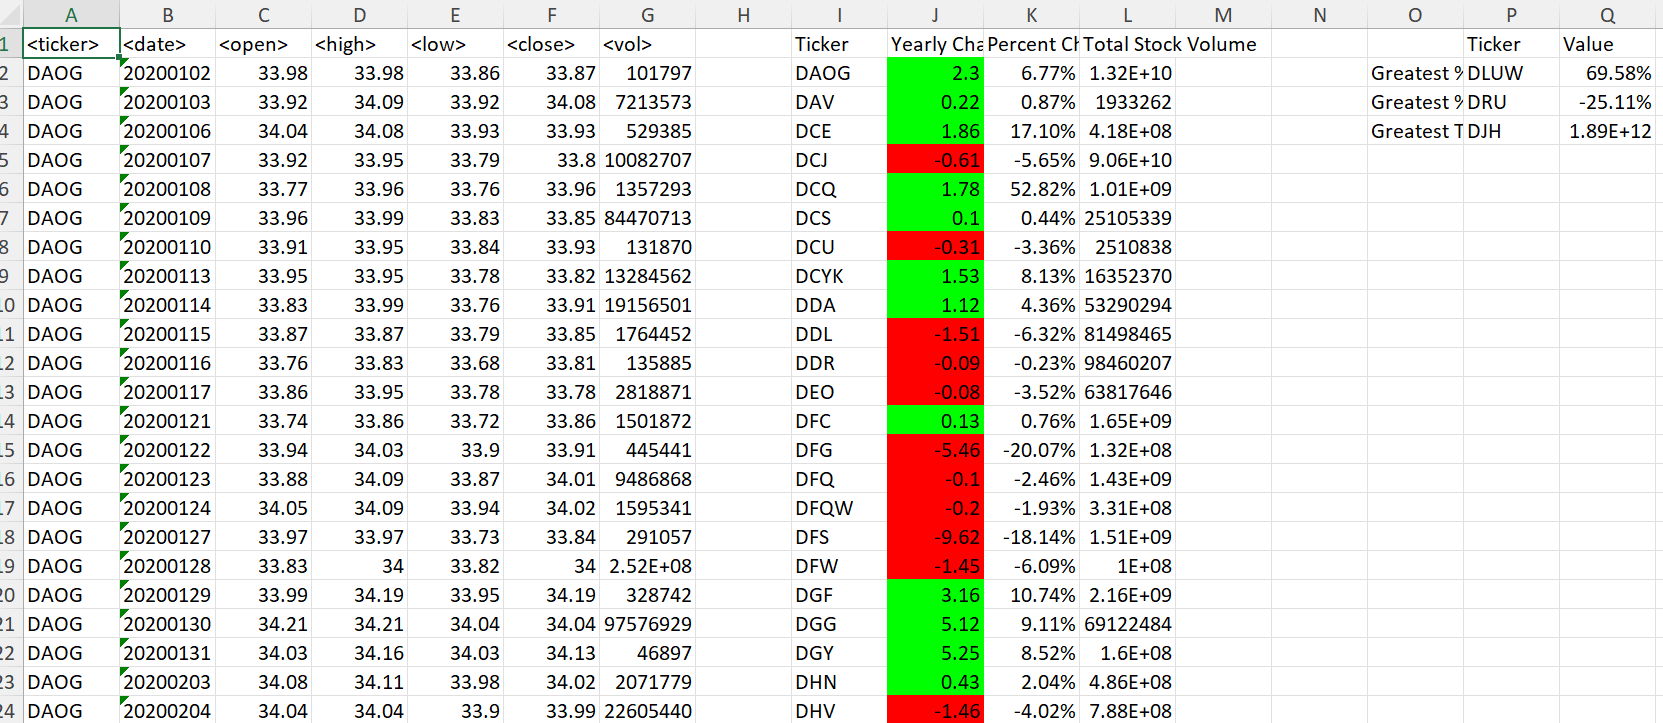 A B C D E F G H I J K L M N O P Q
1 <ticker> <date> <open> <high> <low> <close> <vol> Ticker Yearly Cha Percent Ch Total Stock Volume Ticker Value
2 DAOG 20200102 33.98 33.98 33.86 33.87 101797 DAOG 2.3 6.77% 1.32E+10 Greatest % DLUW 69.58%
3 DAOG 20200103 33.92 34.09 33.92 34.08 7213573 DAV 0.22 0.87% 1933262 Greatest % DRU -25.11%
4 DAOG 20200106 34.04 34.08 33.93 33.93 529385 DCE 1.86 17.10% 4.18E+08 Greatest T DJH 1.89E+12
5 DAOG 20200107 33.92 33.95 33.79 33.8 10082707 DCJ -0.61 -5.65% 9.06E+10
6 DAOG 20200108 33.77 33.96 33.76 33.96 1357293 DCQ 1.78 52.82% 1.01E+09
7 DAOG 20200109 33.96 33.99 33.83 33.85 84470713 DCS 0.1 0.44% 25105339
8 DAOG 20200110 33.91 33.95 33.84 33.93 131870 DCU -0.31 -3.36% 2510838
9 DAOG 20200113 33.95 33.95 33.78 33.82 13284562 DCYK 1.53 8.13% 16352370
10 DAOG 20200114 33.83 33.99 33.76 33.91 19156501 DDA 1.12 4.36% 53290294
11 DAOG 20200115 33.87 33.87 33.79 33.85 1764452 DDL -1.51 -6.32% 81498465
12 DAOG 20200116 33.76 33.83 33.68 33.81 135885 DDR -0.09 -0.23% 98460207
13 DAOG 20200117 33.86 33.95 33.78 33.78 2818871 DEO -0.08 -3.52% 63817646
14 DAOG 20200121 33.74 33.86 33.72 33.86 1501872 DFC 0.13 0.76% 1.65E+09
15 DAOG 20200122 33.94 34.03 33.9 33.91 445441 DFG -5.46 -20.07% 1.32E+08
16 DAOG 20200123 33.88 34.09 33.87 34.01 9486868 DFQ -0.1 -2.46% 1.43E+09
17 DAOG 20200124 34.05 34.09 33.94 34.02 1595341 DFQW -0.2 -1.93% 3.31E+08
18 DAOG 20200127 33.97 33.97 33.73 33.84 291057 DFS -9.62 -18.14% 1.51E+09
19 DAOG 20200128 33.83 34 33.82 34 2.52E+08 DFW -1.45 -6.09% 1E+08
20 DAOG 20200129 33.99 34.19 33.95 34.19 328742 DGF 3.16 10.74% 2.16E+09
21 DAOG 20200130 34.21 34.21 34.04 34.04 97576929 DGG 5.12 9.11% 69122484
22 DAOG 20200131 34.03 34.16 34.03 34.13 46897 DGY 5.25 8.52% 1.6E+08
23 DAOG 20200203 34.08 34.11 33.98 34.02 2071779 DHN 0.43 2.04% 4.86E+08
24 DAOG 20200204 34.04 34.04 33.9 33.99 22605440 DHV -1.46 -4.02% 7.88E+08